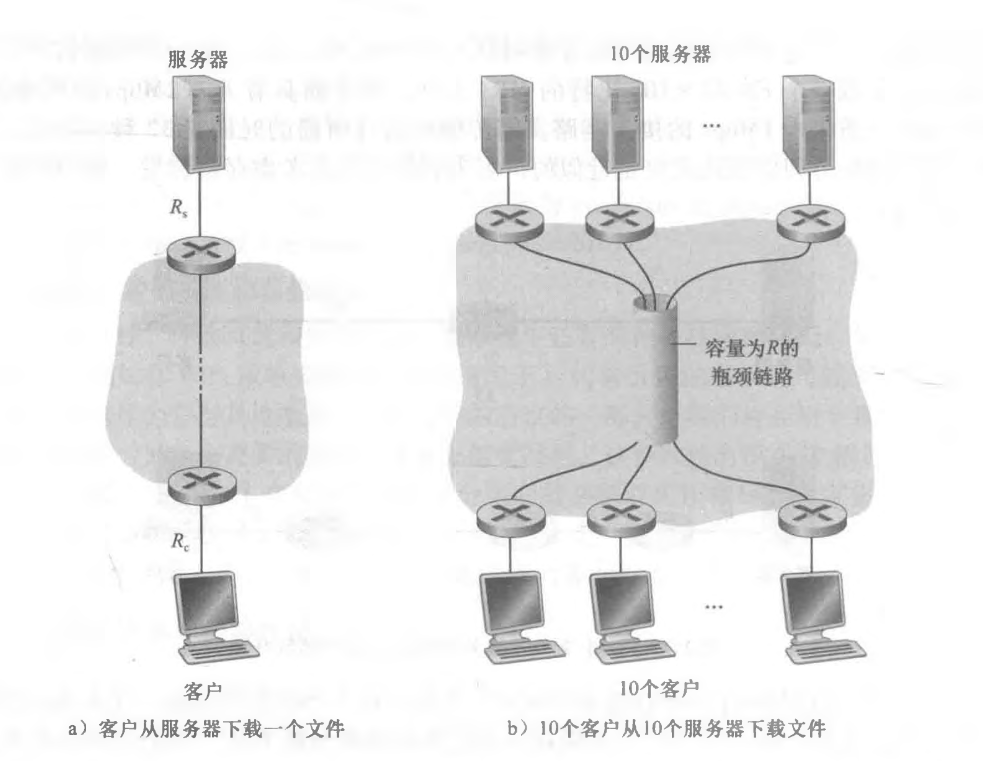 服务器
R_s
R_c
客户
a）客户从服务器下载一个文件
10个服务器
...
容量为R的
瓶颈链路
...
10个客户
b）10个客户从10个服务器下载文件